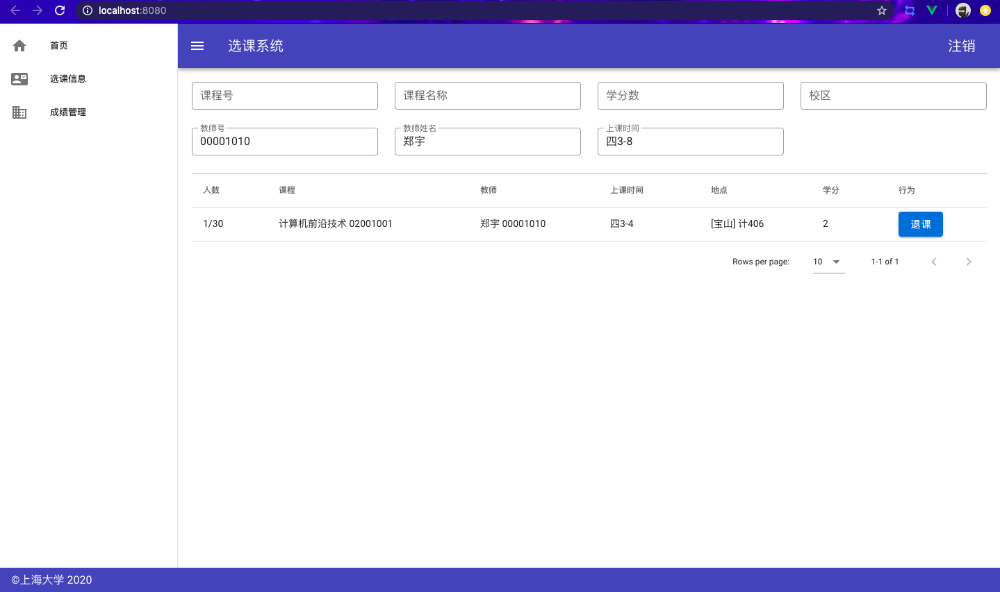 localhost:8080
首页
选课信息
成绩管理
选课系统
注销
课程号
课程名称
学分数
校区
教师号
00001010
教师姓名
郑宇
上课时间
四3-8
人数 课程 教师 上课时间 地点 学分 行为
1/30 计算机前沿技术 02001001 郑宇 00001010 四3-4 [宝山] 计406 2 退课
Rows per page: 10 1-1 of 1
©上海大学 2020